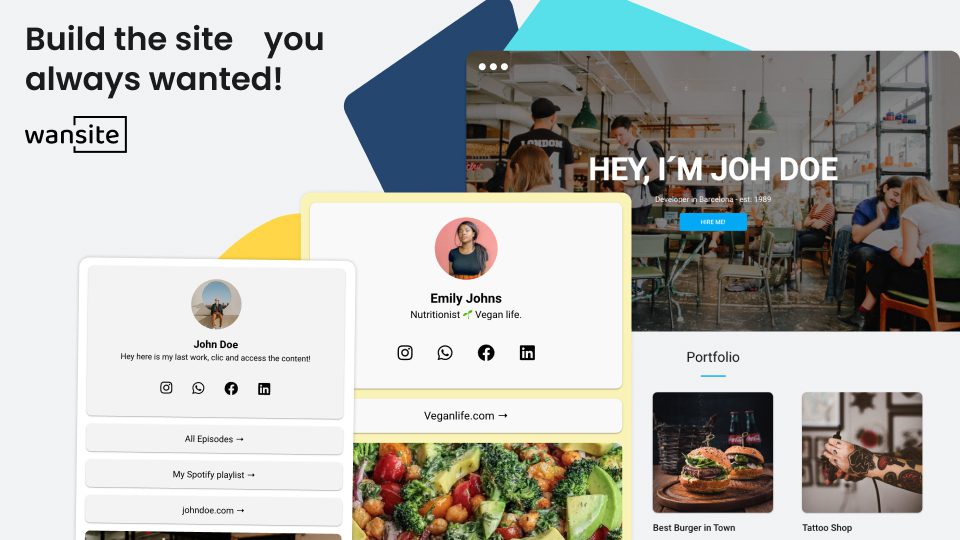 Build the site you
always wanted!
wansite
John Doe
Hey here is my last work, clic and access the content!
All Episodes →
My Spotify playlist →
johndoe.com →
Emily Johns
Nutritionist 🌱 Vegan life.
Veganlife.com →
LONDON
HEY, I´M JOH DOE
Developer in Barcelona - est. 1989
HIRE ME!
Portfolio
Best Burger in Town
Tattoo Shop